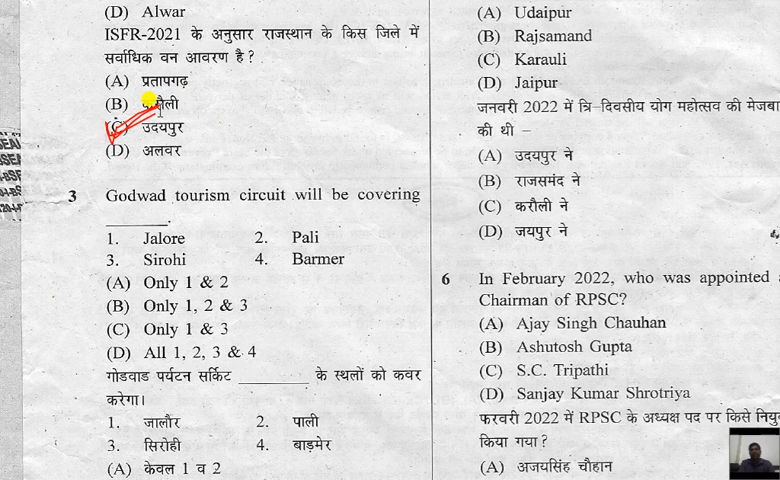 (D) Alwar
ISFR-2021 के अनुसार राजस्थान के किस जिले में
सर्वाधिक वन आवरण है?
(A) प्रतापगढ़
(B) करौली
(C) उदयपुर
(D) अलवर
3 Godwad tourism circuit will be covering
________.
1. Jalore 2. Pali
3. Sirohi 4. Barmer
(A) Only 1 & 2
(B) Only 1, 2 & 3
(C) Only 1 & 3
(D) All 1, 2, 3 & 4
गोडवाड पर्यटन सर्किट ________ के स्थलों को कवर
करेगा।
1. जालौर 2. पाली
3. सिरोही 4. बाड़मेर
(A) केवल 1 व 2
(A) Udaipur
(B) Rajsamand
(C) Karauli
(D) Jaipur
जनवरी 2022 में त्रि-दिवसीय योग महोत्सव की
की थी –
(A) उदयपुर ने
(B) राजसमंद ने
(C) करौली ने
(D) जयपुर ने
6 In February 2022, who was appointed
Chairman of RPSC?
(A) Ajay Singh Chauhan
(B) Ashutosh Gupta
(C) S.C. Tripathi
(D) Sanjay Kumar Shrotriya
फरवरी 2022 में RPSC के अध्यक्ष पद पर किसे
किया गया?
(A) अजयसिंह चौहान